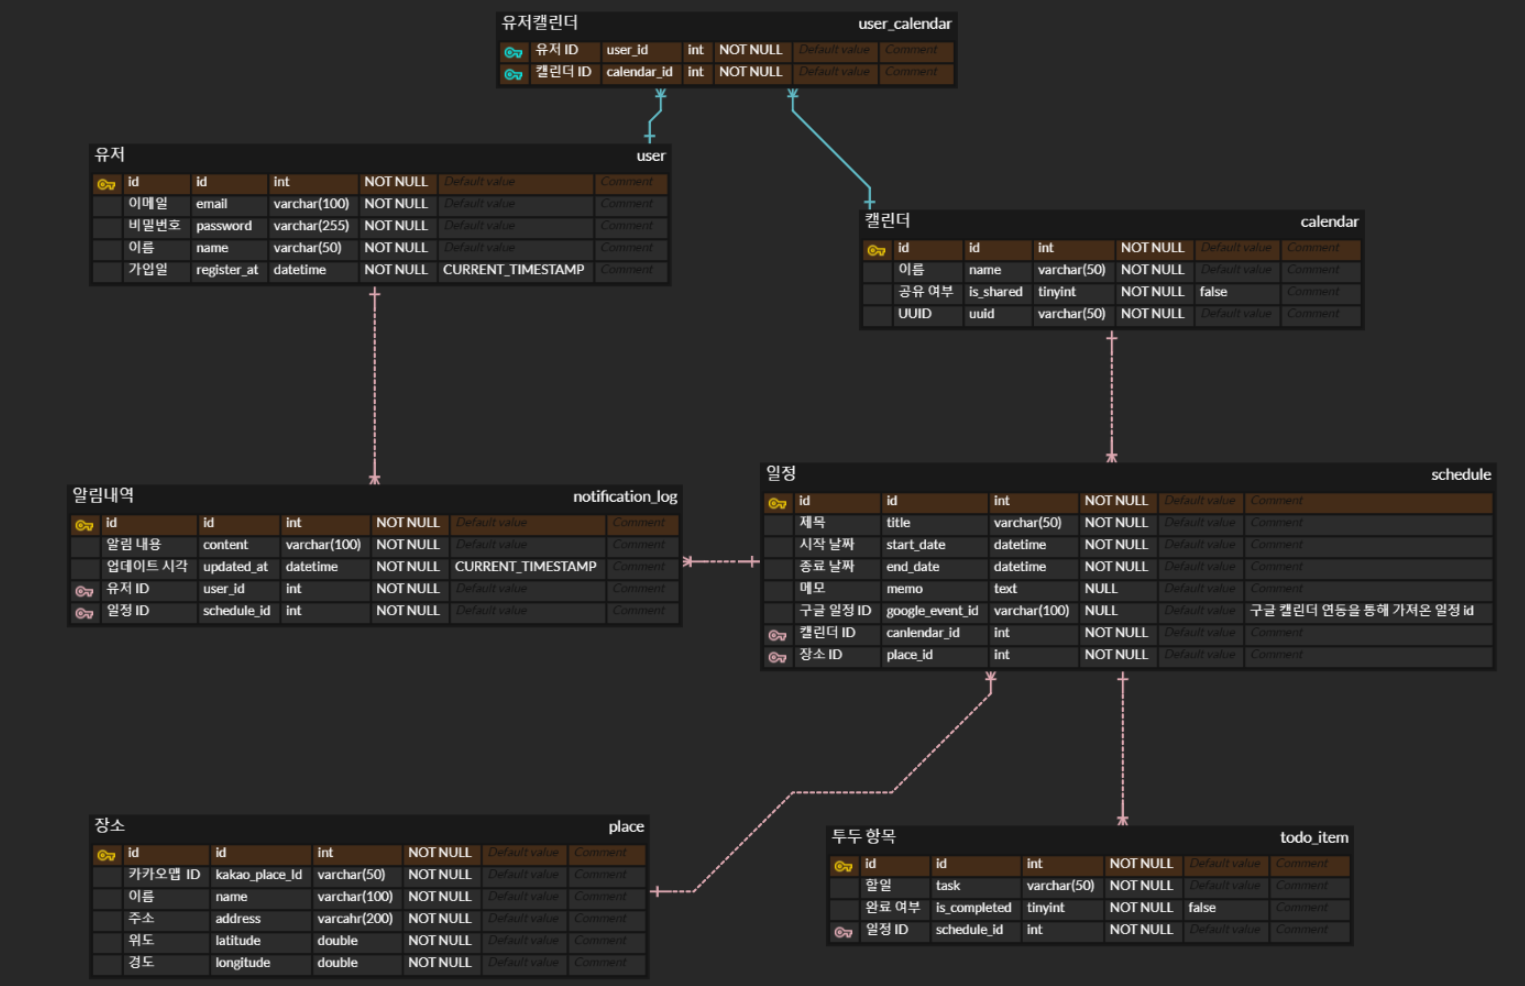 유저캘린더 user_calendar
유저 ID user_id int NOT NULL Default value Comment
캘린더 ID calendar_id int NOT NULL Default value Comment
유저 user
id id int NOT NULL Default value Comment
이메일 email varchar(100) NOT NULL Default value Comment
비밀번호 password varchar(255) NOT NULL Default value Comment
이름 name varchar(50) NOT NULL Default value Comment
가입일 register_at datetime NOT NULL CURRENT_TIMESTAMP Comment
캘린더 calendar
id id int NOT NULL Default value Comment
이름 name varchar(50) NOT NULL Default value Comment
공유 여부 is_shared tinyint NOT NULL false Comment
UUID uuid varchar(50) NOT NULL Default value Comment
알림내역 notification_log
id id int NOT NULL Default value Comment
알림 내용 content varchar(100) NOT NULL Default value Comment
업데이트 시각 updated_at datetime NOT NULL CURRENT_TIMESTAMP Comment
유저 ID user_id int NOT NULL Default value Comment
일정 ID schedule_id int NOT NULL Default value Comment
일정 schedule
id id int NOT NULL Default value Comment
제목 title varchar(50) NOT NULL Default value Comment
시작 날짜 start_date datetime NOT NULL Default value Comment
종료 날짜 end_date datetime NOT NULL Default value Comment
메모 memo text NULL Default value Comment
구글 일정 ID google_event_id varchar(100) NULL Default value 구글 캘린더 연동을 통해 가져온 일정 id
캘린더 ID canlendar_id int NOT NULL Default value Comment
장소 ID place_id int NOT NULL Default value Comment
장소 place
id id int NOT NULL Default value Comment
카카오맵 ID kakao_place_Id varchar(50) NOT NULL Default value Comment
이름 name varchar(100) NOT NULL Default value Comment
주소 address varcahr(200) NOT NULL Default value Comment
위도 latitude double NOT NULL Default value Comment
경도 longitude double NOT NULL Default value Comment
투두 항목 todo_item
id id int NOT NULL Default value Comment
할일 task varchar(50) NOT NULL Default value Comment
완료 여부 is_completed tinyint NOT NULL false Comment
일정 ID schedule_id int NOT NULL Default value Comment